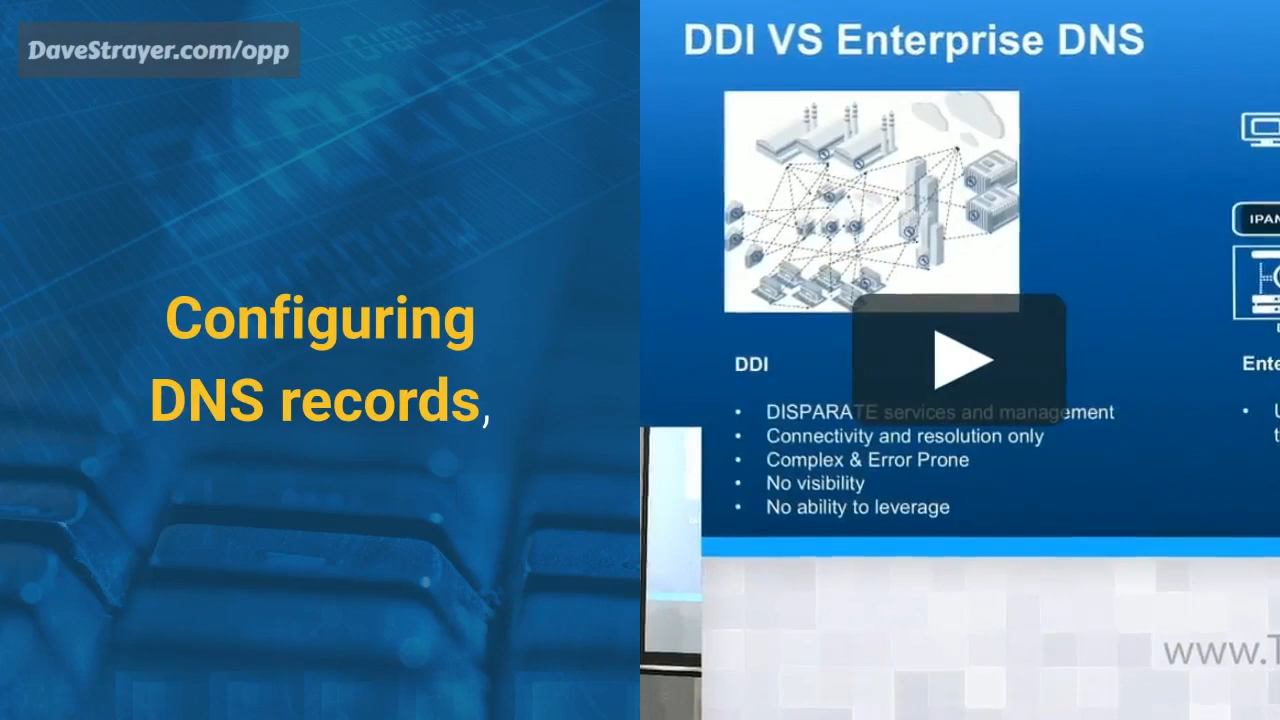 DaveStrayer.com/opp
Configuring
DNS records,
DDI VS Enterprise DNS
IPAM
DDI
Ente
• DISPARATE services and management
• Connectivity and resolution only
• Complex & Error Prone
• No visibility
• No ability to leverage
•
www.